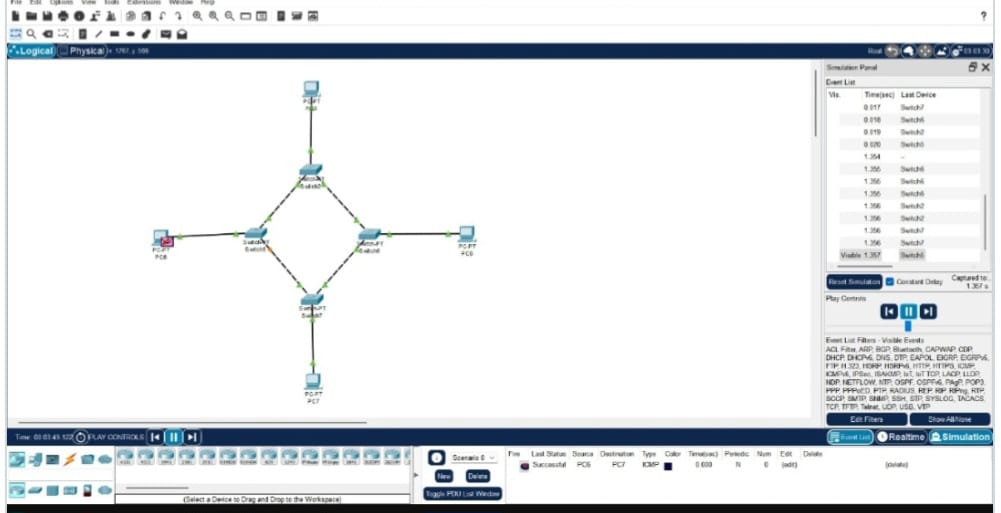 File Edit Options View Tools Extensions Window Help
?
Logical Physical x: 1767, y: 599 Root 03:03:30
Simulation Panel
Event List
Vis. Time(sec) Last Device
0.017 Switch7
0.018 Switch6
0.019 Switch2
0.020 Switch5
1.354 --
1.355 Switch5
1.355 Switch6
1.355 Switch6
1.356 Switch2
1.356 Switch2
1.356 Switch7
1.356 Switch7
Visible 1.357 Switch5
Reset Simulation Constant Delay Captured to:
1.357 s
Play Controls
PC-PT
Switch-PT
PC-PT
PC6
Switch-PT
Switch-PT
PC-PT
Switch-PT
Switch7
PC-PT
PC7
Event List Filters - Visible Events
ACL Filter, ARP, BGP, Bluetooth, CAPWAP, CDP,
DHCP, DHCPv6, DNS, DTP, EAPOL, EIGRP, EIGRPv6,
FTP, H.323, HSRP, HSRPv6, HTTP, HTTPS, ICMP,
ICMPv6, IPSec, ISAKMP, IoT, IoT TCP, LACP, LLDP,
NDP, NETFLOW, NTP, OSPF, OSPFv6, PAgP, POP3,
PPP, PPPoED, PTP, RADIUS, REP, RIP, RIPng, RTP,
SCCP, SMTP, SNMP, SSH, STP, SYSLOG, TACACS,
TCP, TFTP, Telnet, UDP, USB, VTP
Edit Filters Show All/None
Time: 00:03:49.122 PLAY CONTROLS: Event List Realtime Simulation
Scenario 0
New Delete
Toggle PDU List Window
Fire Last Status Source Destination Type Color Time(sec) Periodic Num Edit Delete
Successful PC6 PC7 ICMP 0.000 N 0 (edit) (delete)
(Select a Device to Drag and Drop to the Workspace)